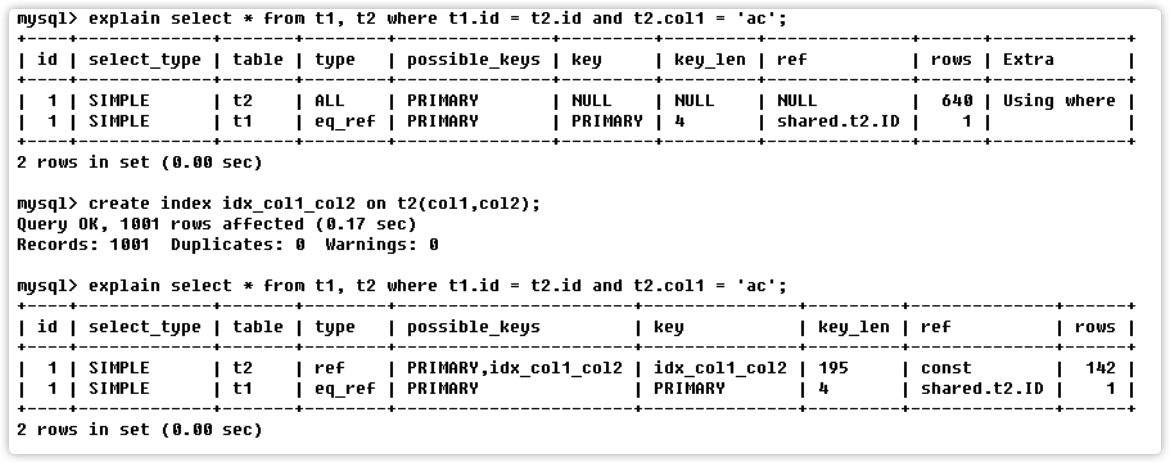 mysql> explain select * from t1, t2 where t1.id = t2.id and t2.col1 = 'ac';
+----+-------------+-------+--------+---------------+---------+---------+--------------+------+-------------+
| id | select_type | table | type   | possible_keys | key     | key_len | ref          | rows | Extra       |
+----+-------------+-------+--------+---------------+---------+---------+--------------+------+-------------+
|  1 | SIMPLE      | t2    | ALL    | PRIMARY       | NULL    | NULL    | NULL         |  640 | Using where |
|  1 | SIMPLE      | t1    | eq_ref | PRIMARY       | PRIMARY | 4       | shared.t2.ID |    1 |             |
+----+-------------+-------+--------+---------------+---------+---------+--------------+------+-------------+
2 rows in set (0.00 sec)
mysql> create index idx_col1_col2 on t2(col1,col2);
Query OK, 1001 rows affected (0.17 sec)
Records: 1001  Duplicates: 0  Warnings: 0
mysql> explain select * from t1, t2 where t1.id = t2.id and t2.col1 = 'ac';
+----+-------------+-------+--------+-----------------------+---------------+---------+--------------+------+
| id | select_type | table | type   | possible_keys         | key           | key_len | ref          | rows |
+----+-------------+-------+--------+-----------------------+---------------+---------+--------------+------+
|  1 | SIMPLE      | t2    | ref    | PRIMARY,idx_col1_col2 | idx_col1_col2 | 195     | const        |  142 |
|  1 | SIMPLE      | t1    | eq_ref | PRIMARY               | PRIMARY       | 4       | shared.t2.ID |    1 |
+----+-------------+-------+--------+-----------------------+---------------+---------+--------------+------+
2 rows in set (0.00 sec)